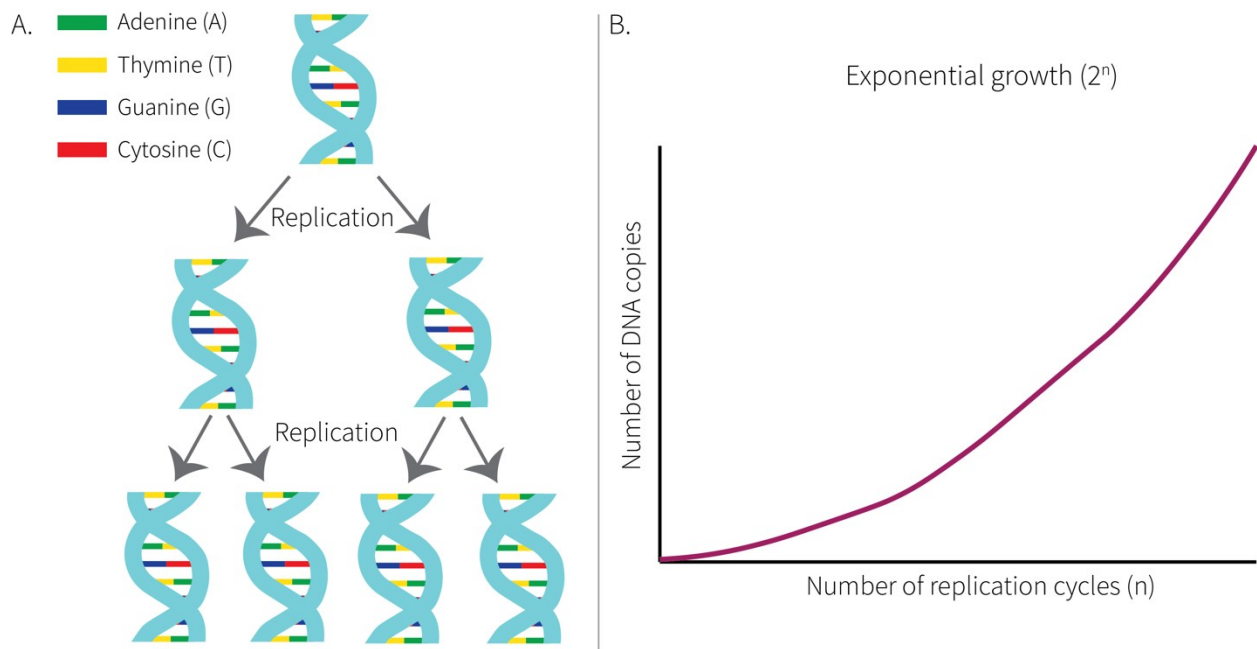 A.
Adenine (A)
Thymine (T)
Guanine (G)
Cytosine (C)
Replication
Replication
B.
Exponential growth (2ⁿ)
Number of DNA copies
Number of replication cycles (n)